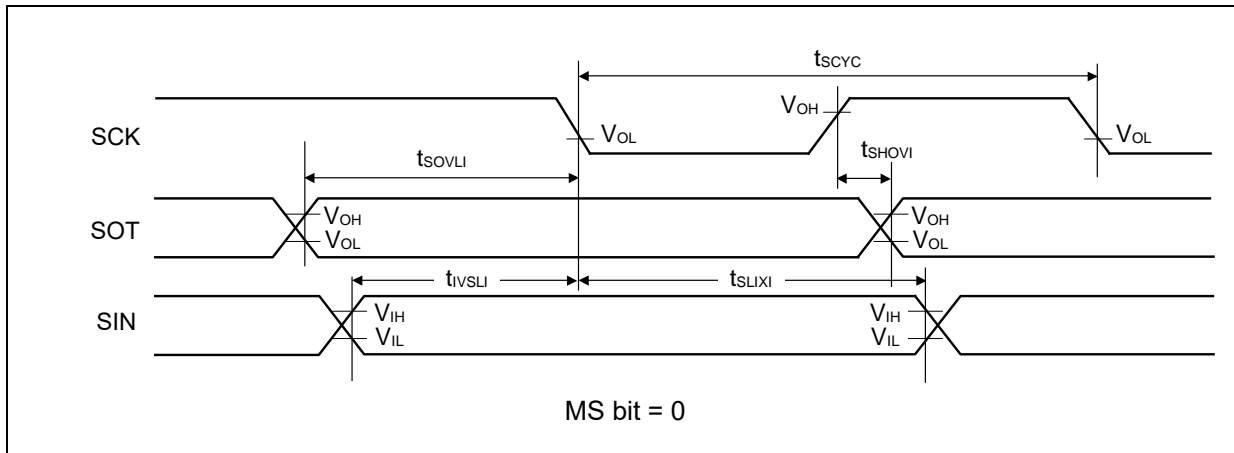 tSCYC
SCK
VOH
VOL
VOL
tSHOVI
tSOVLI
SOT
VOH
VOL
VOH
VOL
tIVSLI
tSLIXI
SIN
VIH
VIL
VIH
VIL
MS bit = 0